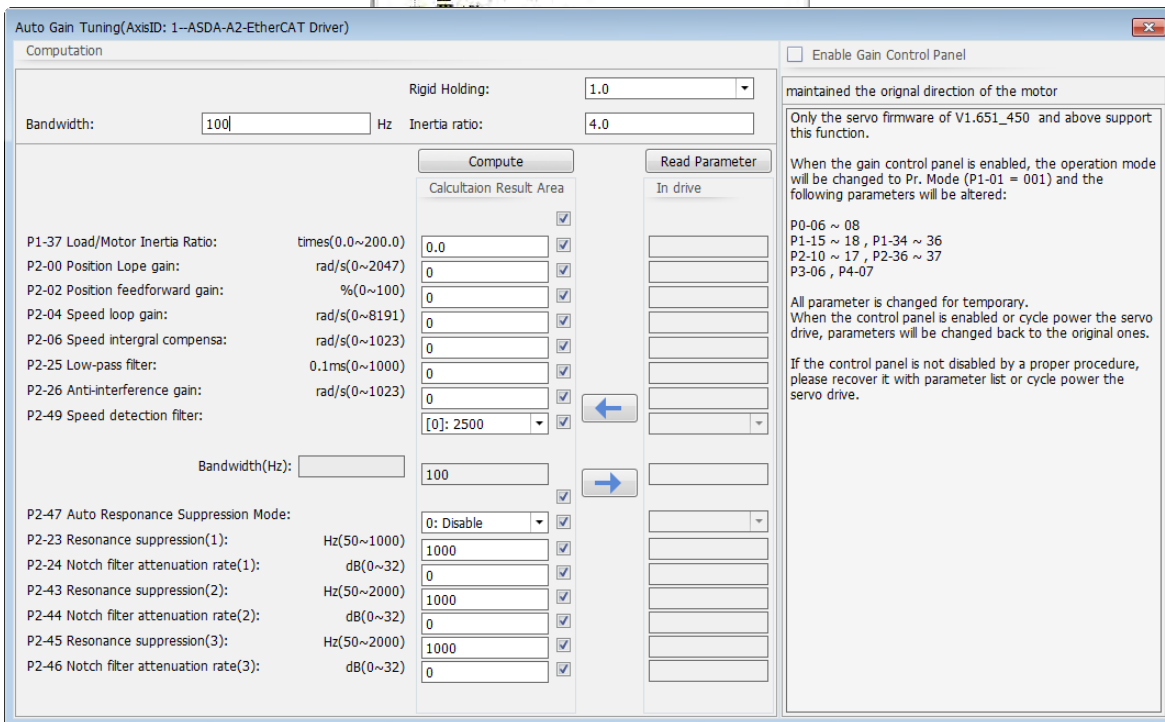 Auto Gain Tuning(AxisID: 1--ASDA-A2-EtherCAT Driver)
Computation
Rigid Holding: 1.0
Bandwidth: 100 Hz Inertia ratio: 4.0
Compute Read Parameter
Calcultaion Result Area In drive
P1-37 Load/Motor Inertia Ratio: times(0.0~200.0) 0.0
P2-00 Position Lope gain: rad/s(0~2047) 0
P2-02 Position feedforward gain: %(0~100) 0
P2-04 Speed loop gain: rad/s(0~8191) 0
P2-06 Speed intergral compensa: rad/s(0~1023) 0
P2-25 Low-pass filter: 0.1ms(0~1000) 0
P2-26 Anti-interference gain: rad/s(0~1023) 0
P2-49 Speed detection filter: [0]: 2500
Bandwidth(Hz): 100
P2-47 Auto Responance Suppression Mode: 0: Disable
P2-23 Resonance suppression(1): Hz(50~1000) 1000
P2-24 Notch filter attenuation rate(1): dB(0~32) 0
P2-43 Resonance suppression(2): Hz(50~2000) 1000
P2-44 Notch filter attenuation rate(2): dB(0~32) 0
P2-45 Resonance suppression(3): Hz(50~2000) 1000
P2-46 Notch filter attenuation rate(3): dB(0~32) 0
Enable Gain Control Panel
maintained the orignal direction of the motor
Only the servo firmware of V1.651_450 and above support
this function.
When the gain control panel is enabled, the operation mode
will be changed to Pr. Mode (P1-01 = 001) and the
following parameters will be altered:
P0-06 ~ 08
P1-15 ~ 18 , P1-34 ~ 36
P2-10 ~ 17 , P2-36 ~ 37
P3-06 , P4-07
All parameter is changed for temporary.
When the control panel is enabled or cycle power the servo
drive, parameters will be changed back to the original ones.
If the control panel is not disabled by a proper procedure,
please recover it with parameter list or cycle power the
servo drive.